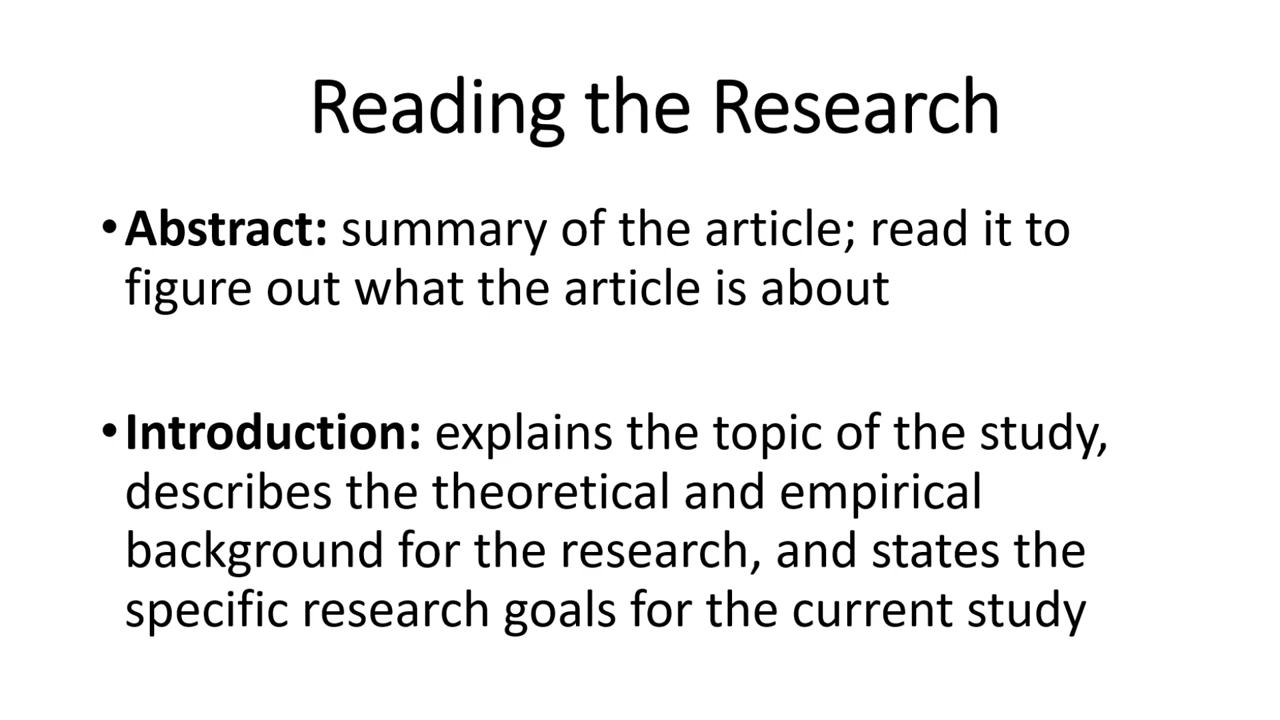 Reading the Research
•Abstract: summary of the article; read it to
figure out what the article is about
•Introduction: explains the topic of the study,
describes the theoretical and empirical
background for the research, and states the
specific research goals for the current study